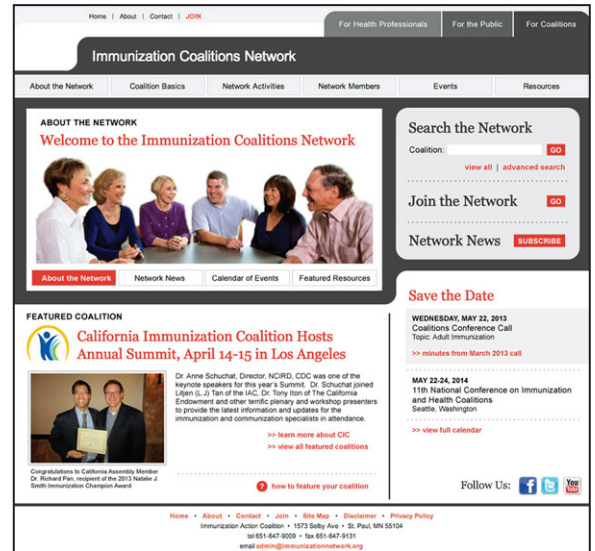 Home | About | Contact | JOIN
For Health Professionals
For the Public
For Coalitions
Immunization Coalitions Network
About the Network
Coalition Basics
Network Activities
Network Members
Events
Resources
ABOUT THE NETWORK
Welcome to the Immunization Coalitions Network
About the Network
Network News
Calendar of Events
Featured Resources
Search the Network
Coalition:
GO
view all | advanced search
Join the Network
GO
Network News
SUBSCRIBE
FEATURED COALITION
California Immunization Coalition Hosts
Annual Summit, April 14-15 in Los Angeles
Dr. Anne Schuchat, Director, NCIRD, CDC was one of the
keynote speakers for this year's Summit. Dr. Schuchat joined
Litjen (L.J) Tan of the IAC, Dr. Tony Iton of The California
Endowment and other terrific plenary and workshop presenters
to provide the latest information and updates for the
immunization and communication specialists in attendance.
>> learn more about CIC
>> view all featured coalitions
Congratulations to California Assembly Member
Dr. Richard Pan, recipient of the 2013 Natalie J.
Smith Immunization Champion Award
? how to feature your coalition
Save the Date
WEDNESDAY, MAY 22, 2013
Coalitions Conference Call
Topic: Adult Immunization
>> minutes from March 2013 call
MAY 22-24, 2014
11th National Conference on Immunization
and Health Coalitions
Seattle, Washington
>> view full calendar
Follow Us:
f
You
Tube
Home • About • Contact • Join • Site Map • Disclaimer • Privacy Policy
Immunization Action Coalition • 1573 Selby Ave • St. Paul, MN 55104
tel 651-647-9009 • fax 651-647-9131
email admin@immunizationnetwork.org